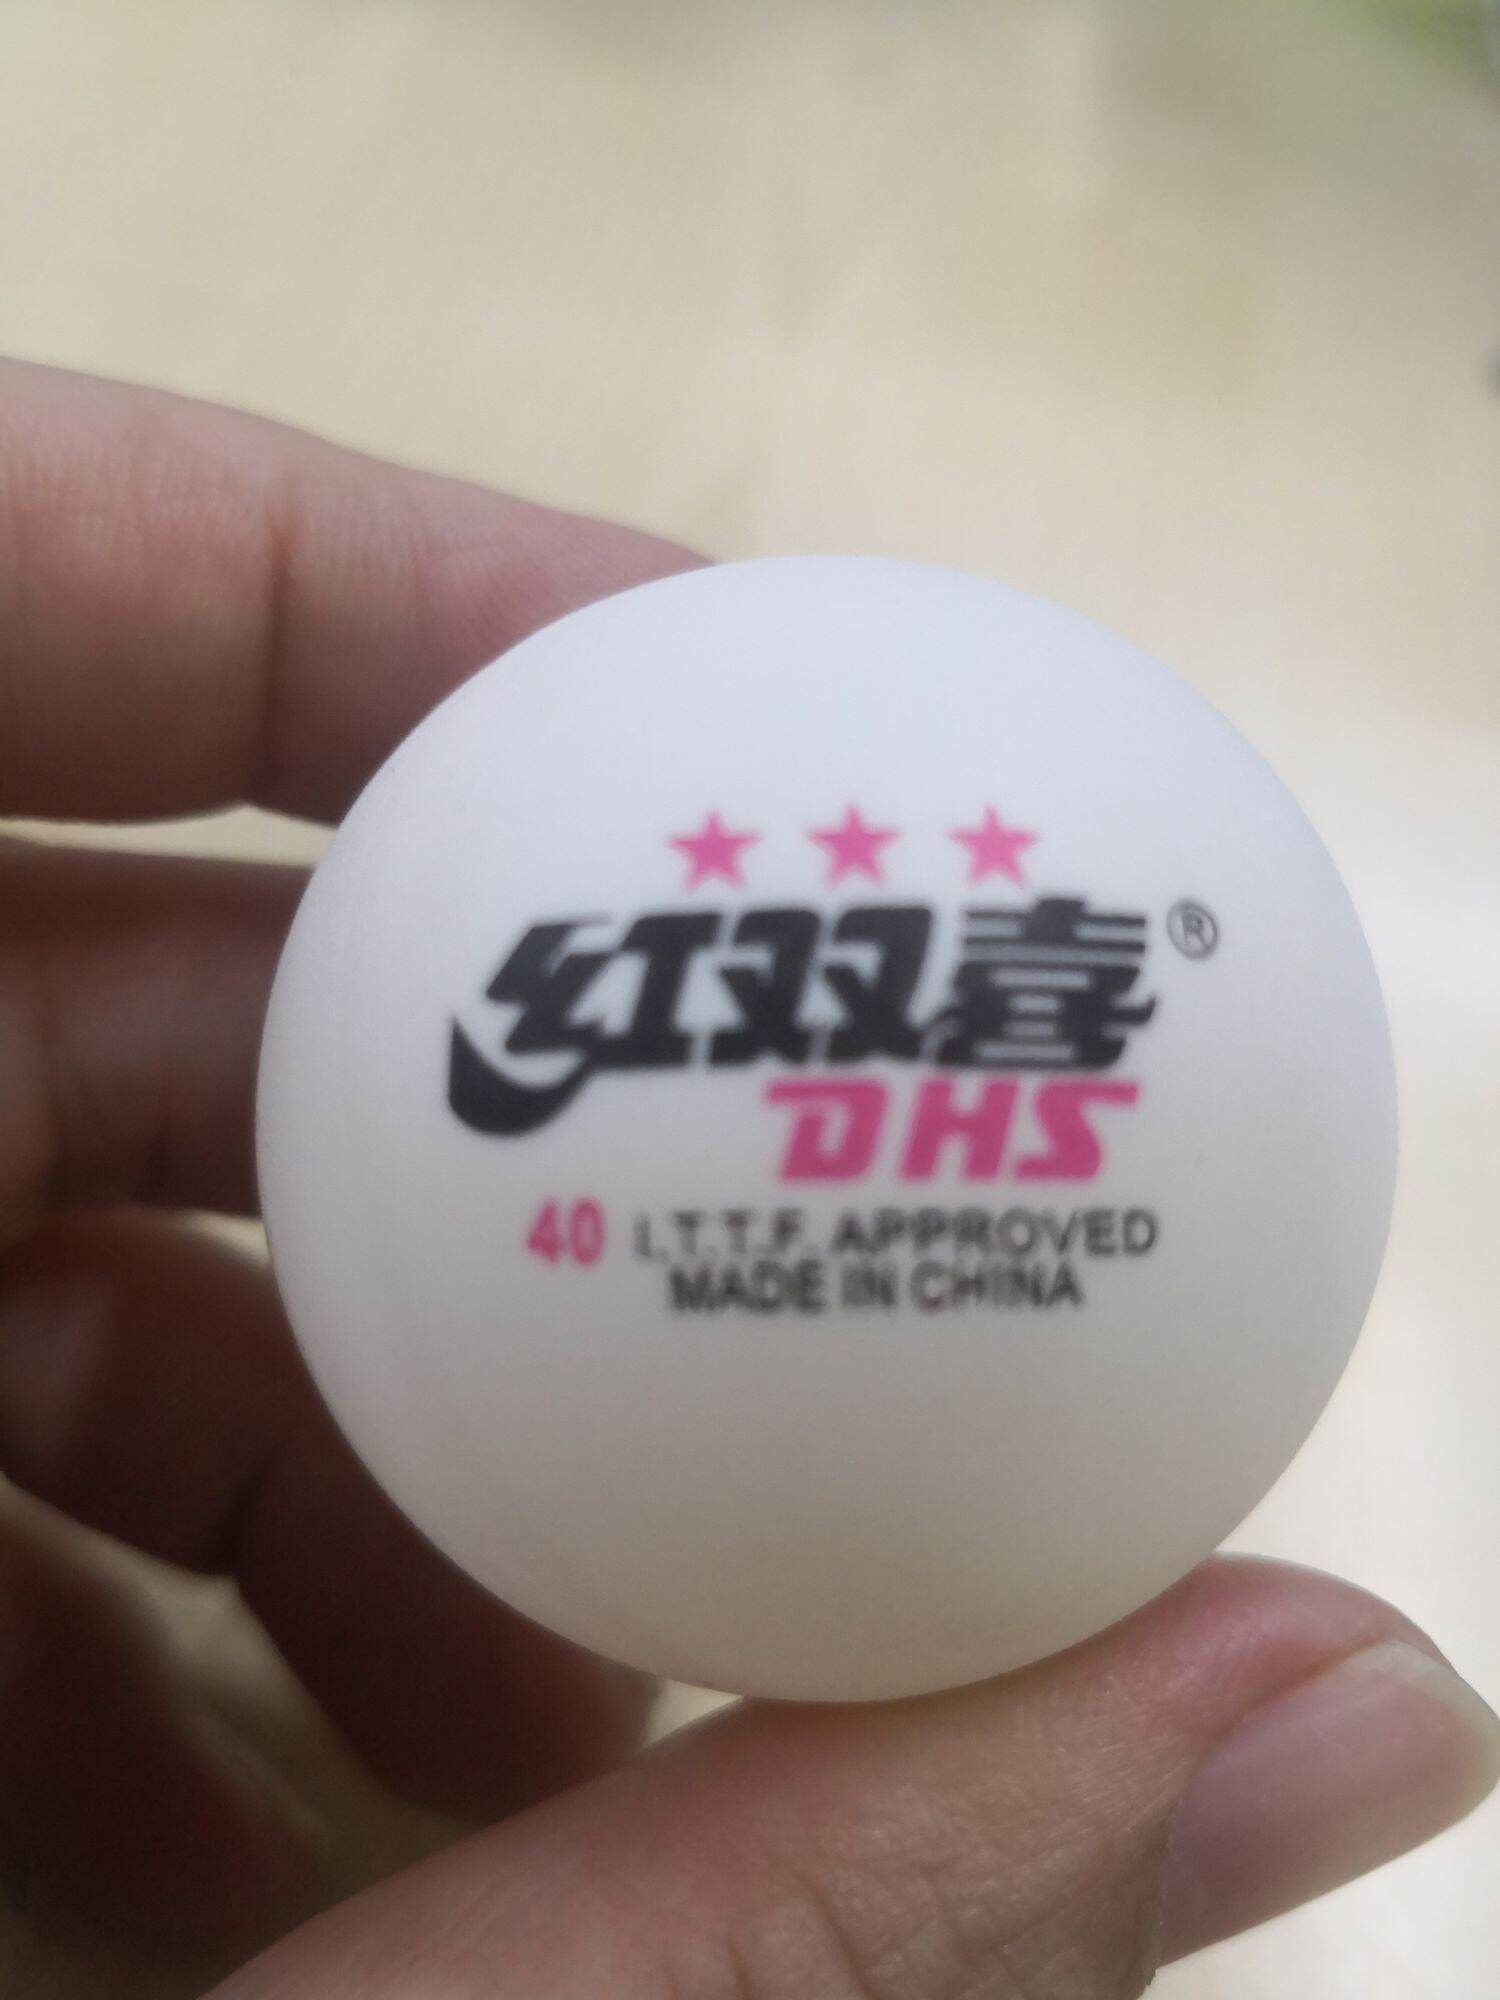 ★★★
红双喜®
DHS
40 I.T.T.F. APPROVED
MADE IN CHINA